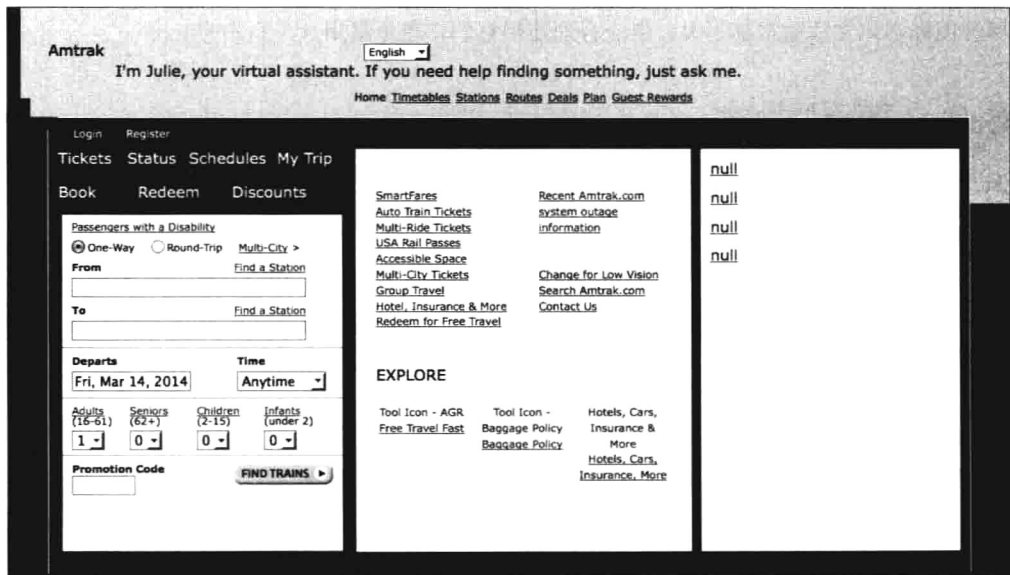 Amtrak
English
I'm Julie, your virtual assistant. If you need help finding something, just ask me.
Home Timetables Stations Routes Deals Plan Guest Rewards
Login Register
Tickets Status Schedules My Trip
Book Redeem Discounts
Passengers with a Disability
One-Way Round-Trip Multi-City >
From Find a Station
To Find a Station
Departs Time
Fri, Mar 14, 2014 Anytime
Adults Seniors Children Infants
(16-61) (62+) (2-15) (under 2)
1 0 0 0
Promotion Code
FIND TRAINS
SmartFares
Auto Train Tickets
Multi-Ride Tickets
USA Rail Passes
Accessible Space
Multi-City Tickets
Group Travel
Hotel, Insurance & More
Redeem for Free Travel
Recent Amtrak.com
system outage
information
Change for Low Vision
Search Amtrak.com
Contact Us
EXPLORE
Tool Icon - AGR
Free Travel Fast
Tool Icon -
Baggage Policy
Baggage Policy
Hotels, Cars,
Insurance &
More
Hotels, Cars,
Insurance, More
null
null
null
null